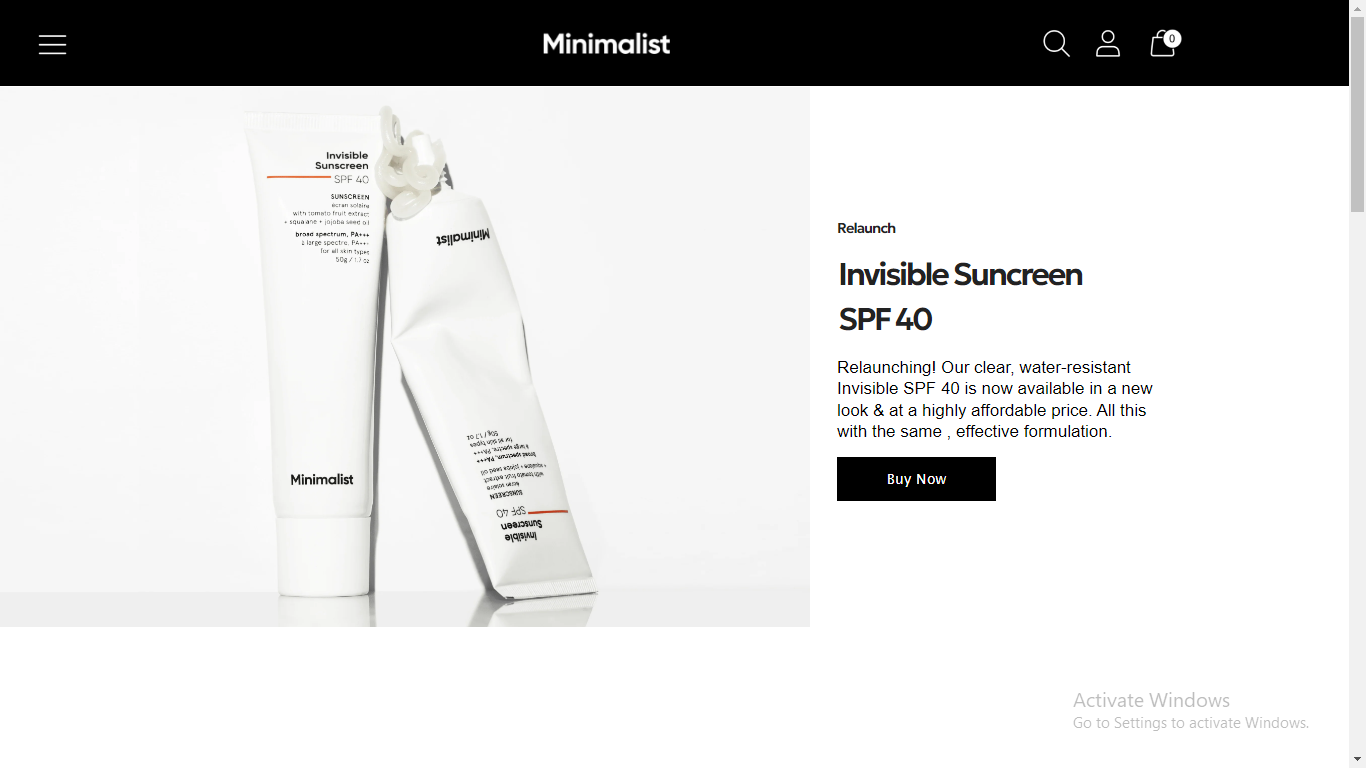 Minimalist
0
Invisible
Sunscreen
SPF 40
SUNSCREEN
écran solaire
with tomato fruit extract
+ squalane + jojoba seed oil
broad spectrum, PA+++
à large spectre, PA+++
for all skin types
50g / 1.7 oz
Minimalist
Minimalist
50g / 1.7 oz
for all skin types
à large spectre, PA+++
broad spectrum, PA+++
+ squalane + jojoba seed oil
with tomato fruit extract
écran solaire
SUNSCREEN
SPF 40
Sunscreen
Invisible
Relaunch
Invisible Suncreen
SPF 40
Relaunching! Our clear, water-resistant
Invisible SPF 40 is now available in a new
look & at a highly affordable price. All this
with the same , effective formulation.
Buy Now
Activate Windows
Go to Settings to activate Windows.